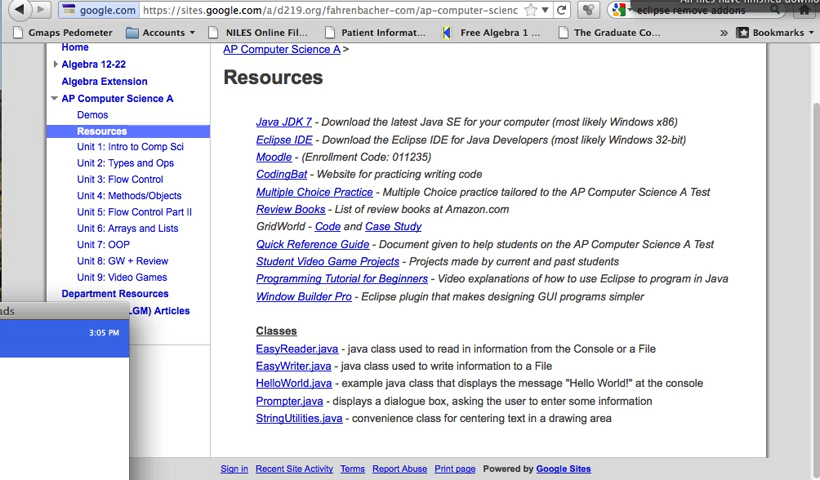 All files have finished downlo
google.com https://sites.google.com/a/d219.org/fahrenbacher-com/ap-computer-scienc eclipse remove addons
Gmaps Pedometer Accounts NILES Online Fil... Patient Informat... Free Algebra 1 ... The Graduate Co... » Bookmarks
Home
Algebra 12-22
Algebra Extension
AP Computer Science A
Demos
Resources
Unit 1: Intro to Comp Sci
Unit 2: Types and Ops
Unit 3: Flow Control
Unit 4: Methods/Objects
Unit 5: Flow Control Part II
Unit 6: Arrays and Lists
Unit 7: OOP
Unit 8: GW + Review
Unit 9: Video Games
Department Resources
LGM) Articles
ads
3:05 PM
AP Computer Science A >
Resources
Java JDK 7 - Download the latest Java SE for your computer (most likely Windows x86)
Eclipse IDE - Download the Eclipse IDE for Java Developers (most likely Windows 32-bit)
Moodle - (Enrollment Code: 011235)
CodingBat - Website for practicing writing code
Multiple Choice Practice - Multiple Choice practice tailored to the AP Computer Science A Test
Review Books - List of review books at Amazon.com
GridWorld - Code and Case Study
Quick Reference Guide - Document given to help students on the AP Computer Science A Test
Student Video Game Projects - Projects made by current and past students
Programming Tutorial for Beginners - Video explanations of how to use Eclipse to program in Java
Window Builder Pro - Eclipse plugin that makes designing GUI programs simpler
Classes
EasyReader.java - java class used to read in information from the Console or a File
EasyWriter.java - java class used to write information to a File
HelloWorld.java - example java class that displays the message "Hello World!" at the console
Prompter.java - displays a dialogue box, asking the user to enter some information
StringUtilities.java - convenience class for centering text in a drawing area
Sign in Recent Site Activity Terms Report Abuse Print page Powered by Google Sites